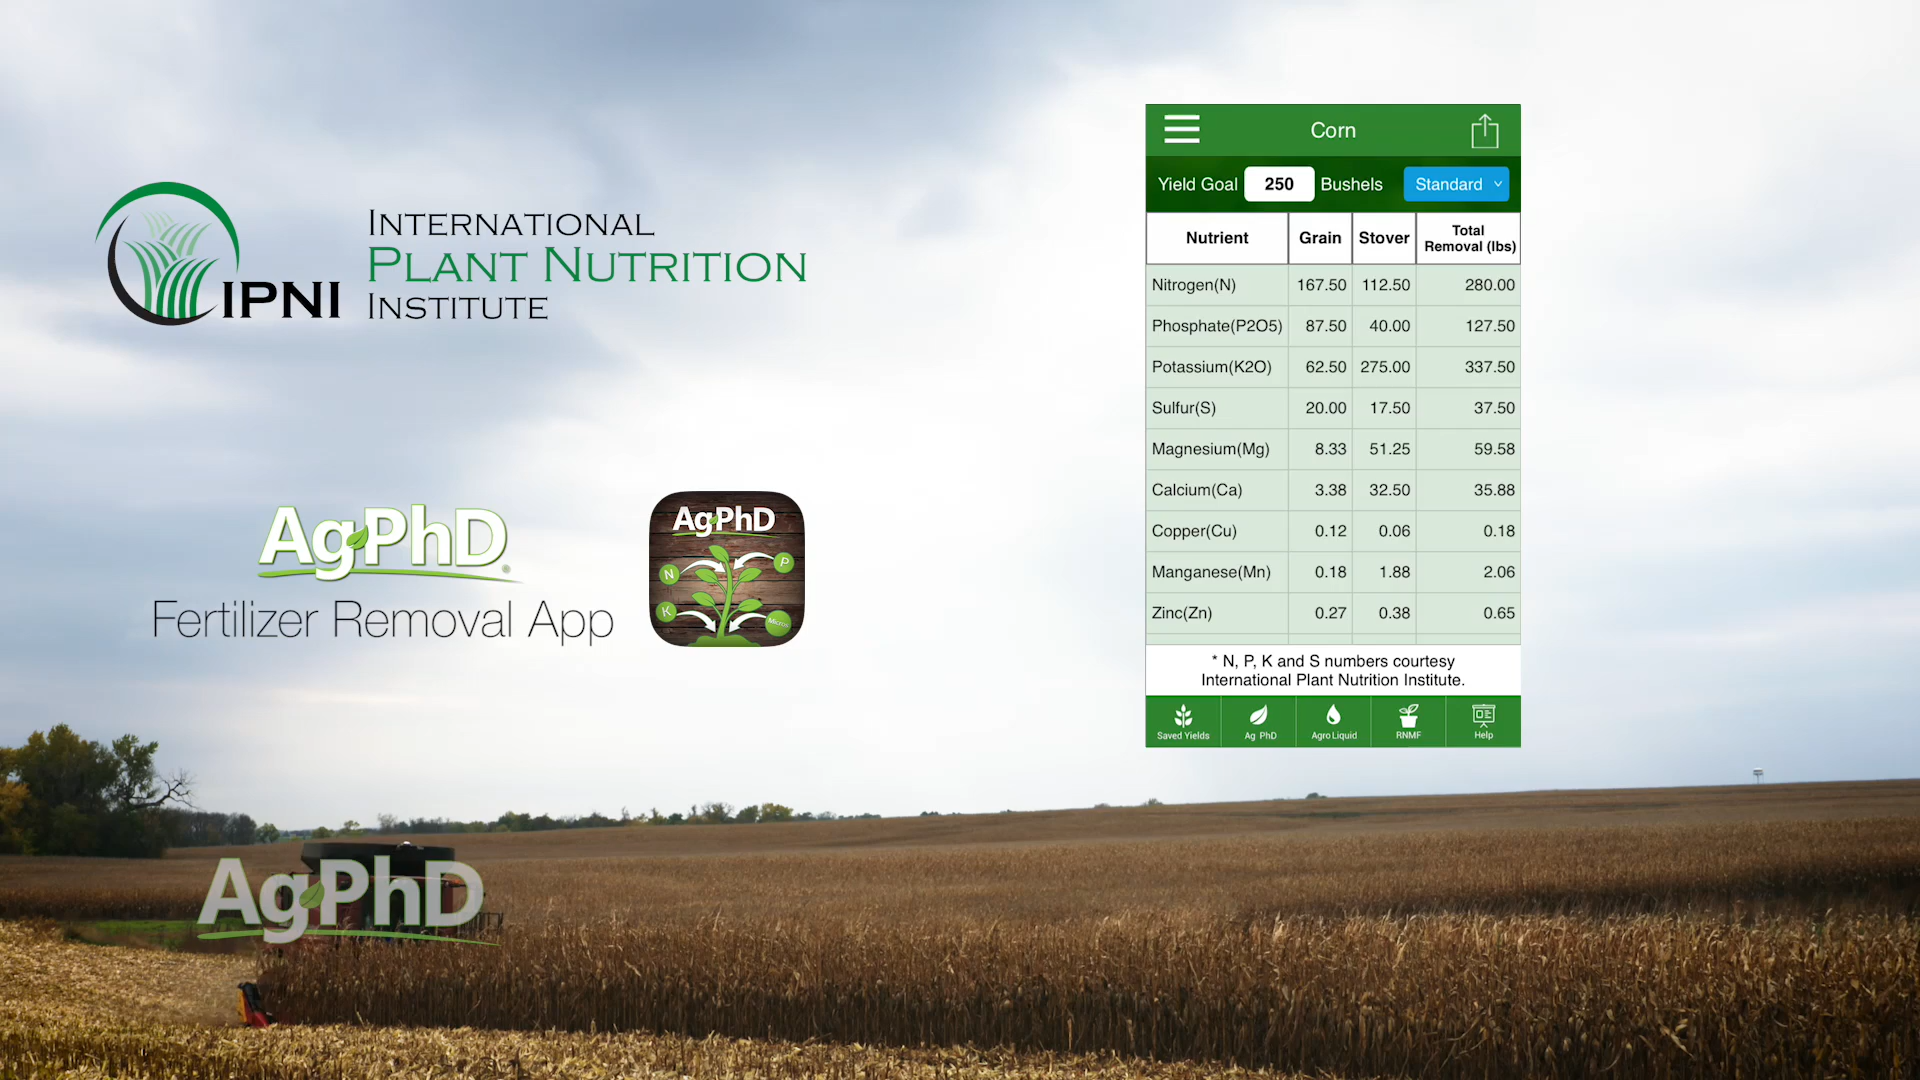 IPNI
INTERNATIONAL
PLANT NUTRITION
INSTITUTE
AgPhD
Fertilizer Removal App
AgPhD
N
P
K
Micros
Corn
Yield Goal 250 Bushels Standard
Nutrient Grain Stover Total Removal (lbs)
Nitrogen(N) 167.50 112.50 280.00
Phosphate(P2O5) 87.50 40.00 127.50
Potassium(K2O) 62.50 275.00 337.50
Sulfur(S) 20.00 17.50 37.50
Magnesium(Mg) 8.33 51.25 59.58
Calcium(Ca) 3.38 32.50 35.88
Copper(Cu) 0.12 0.06 0.18
Manganese(Mn) 0.18 1.88 2.06
Zinc(Zn) 0.27 0.38 0.65
* N, P, K and S numbers courtesy
International Plant Nutrition Institute.
Saved Yields Ag PhD Agro Liquid RNMF Help
AgPhD